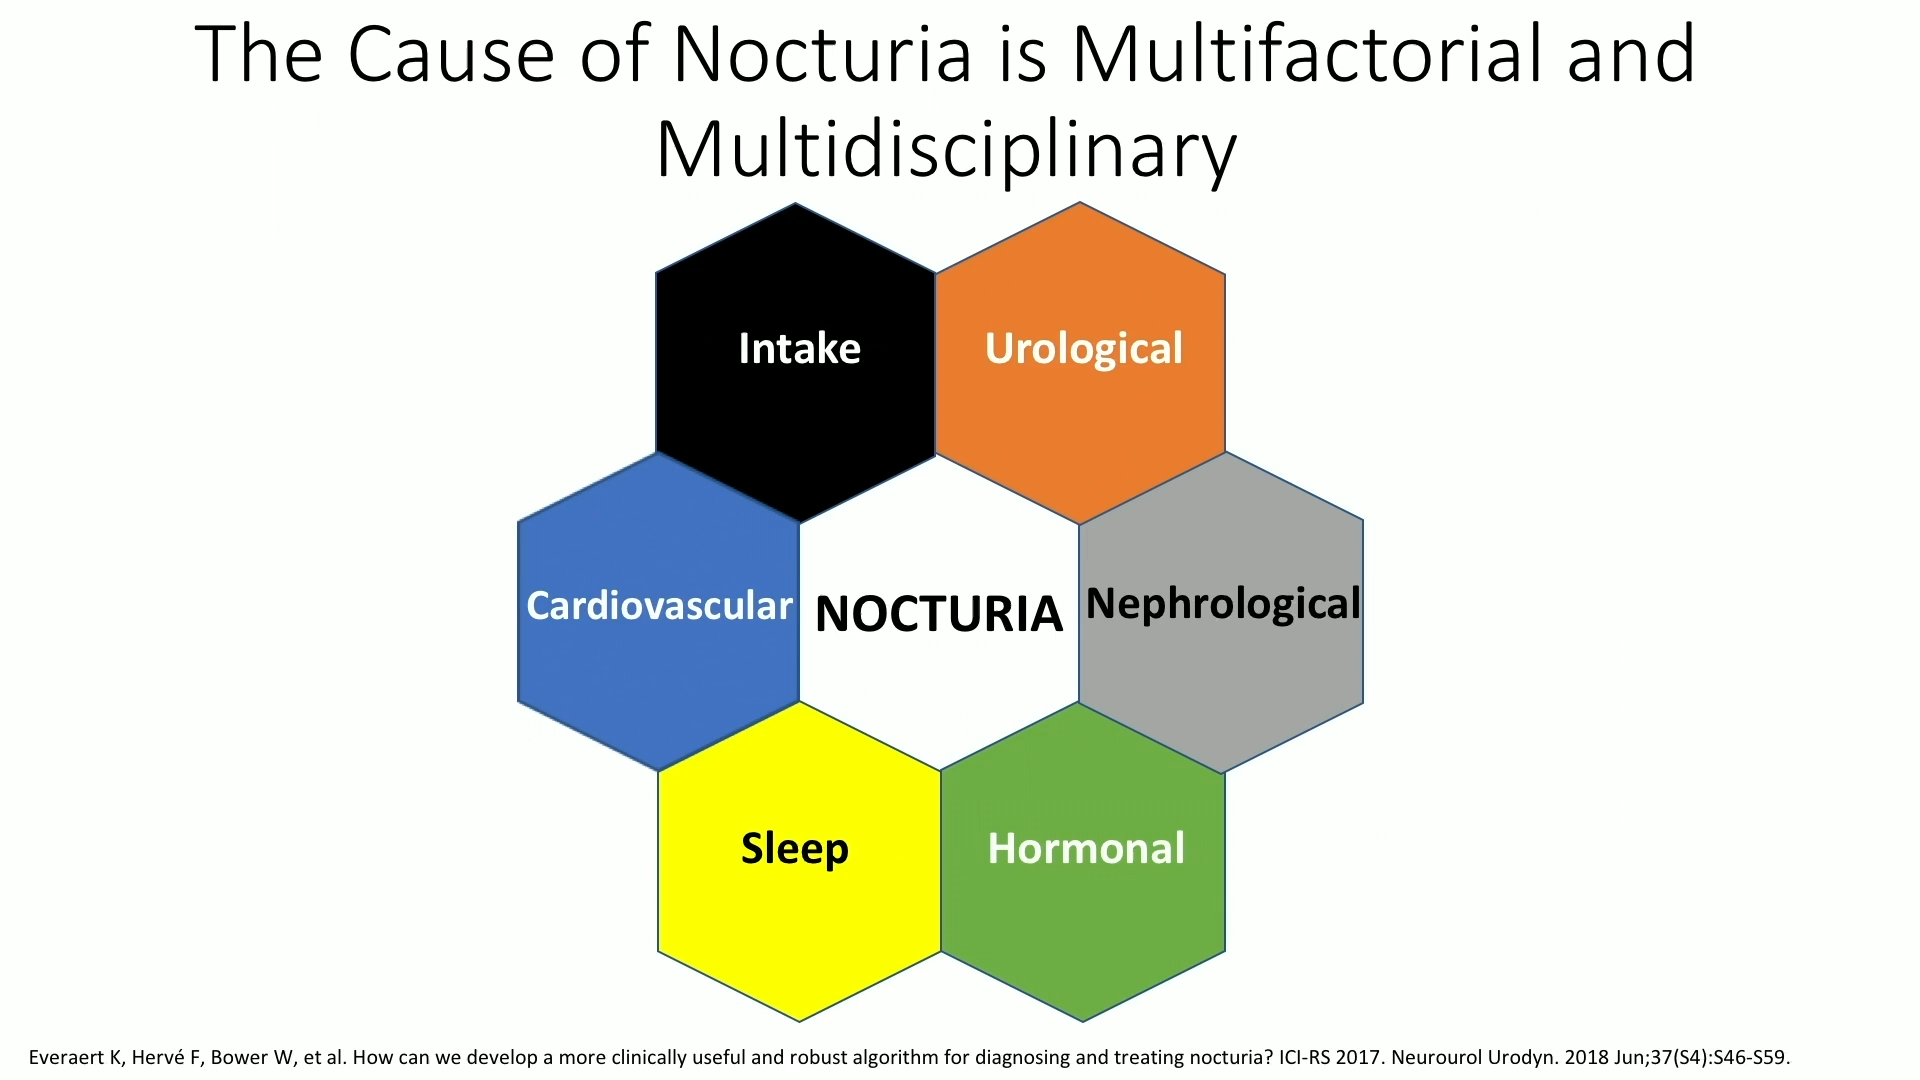 The Cause of Nocturia is Multifactorial and
Multidisciplinary
Intake
Urological
Cardiovascular
NOCTURIA
Nephrological
Sleep
Hormonal
Everaert K, Hervé F, Bower W, et al. How can we develop a more clinically useful and robust algorithm for diagnosing and treating nocturia? ICI-RS 2017. Neurourol Urodyn. 2018 Jun;37(S4):S46-S59.